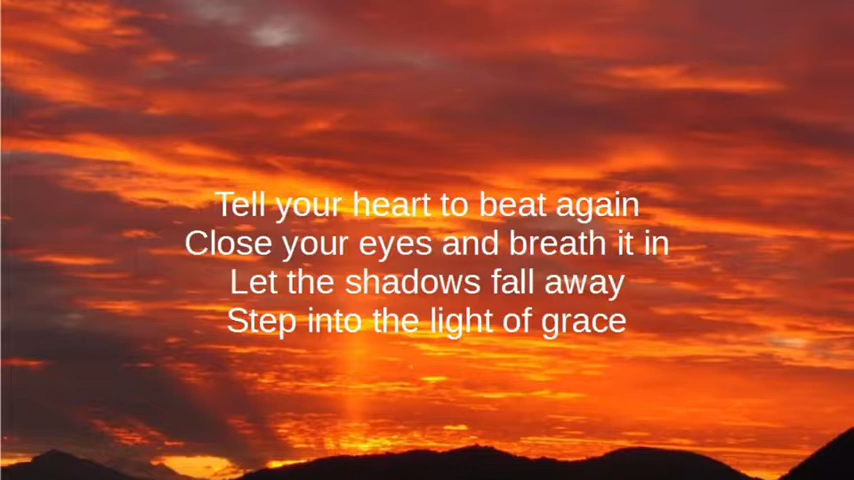 Tell your heart to beat again
Close your eyes and breath it in
Let the shadows fall away
Step into the light of grace